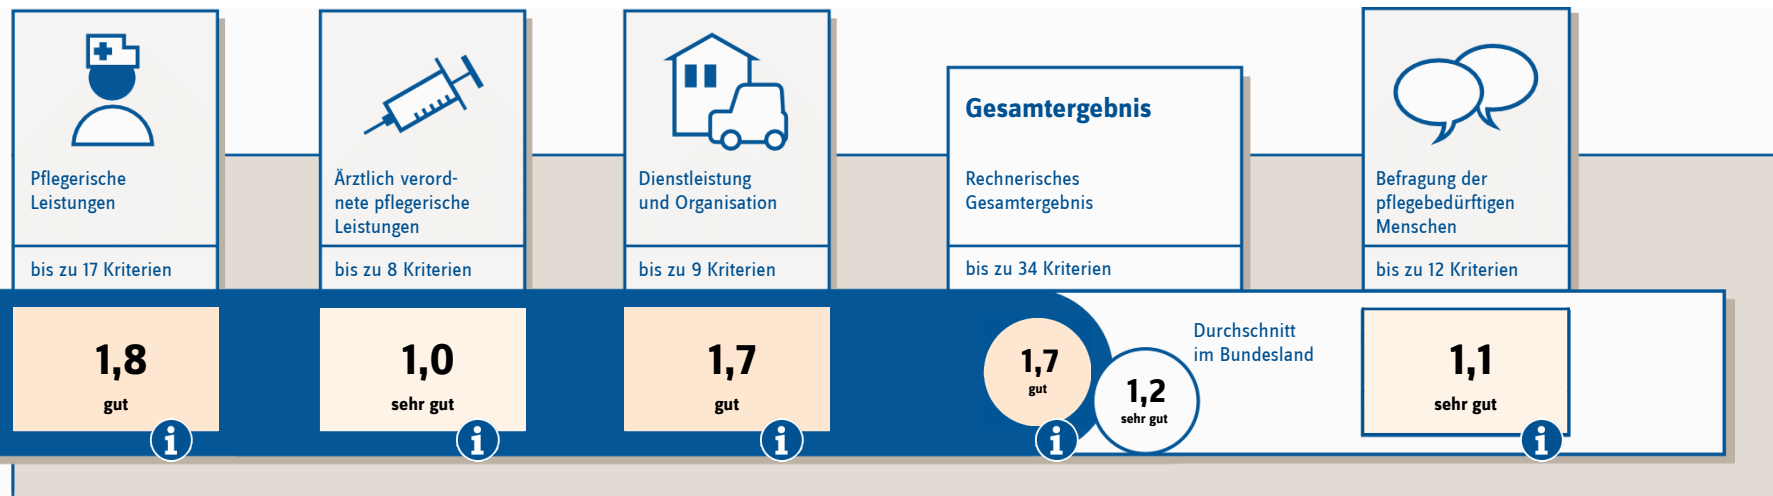 Pflegerische
Leistungen
bis zu 17 Kriterien
1,8
gut
i
Ärztlich verord-
nete pflegerische
Leistungen
bis zu 8 Kriterien
1,0
sehr gut
i
Dienstleistung
und Organisation
bis zu 9 Kriterien
1,7
gut
i
Gesamtergebnis
Rechnerisches
Gesamtergebnis
bis zu 34 Kriterien
1,7
gut
i
1,2
sehr gut
Durchschnitt
im Bundesland
Befragung der
pflegebedürftigen
Menschen
bis zu 12 Kriterien
1,1
sehr gut
i